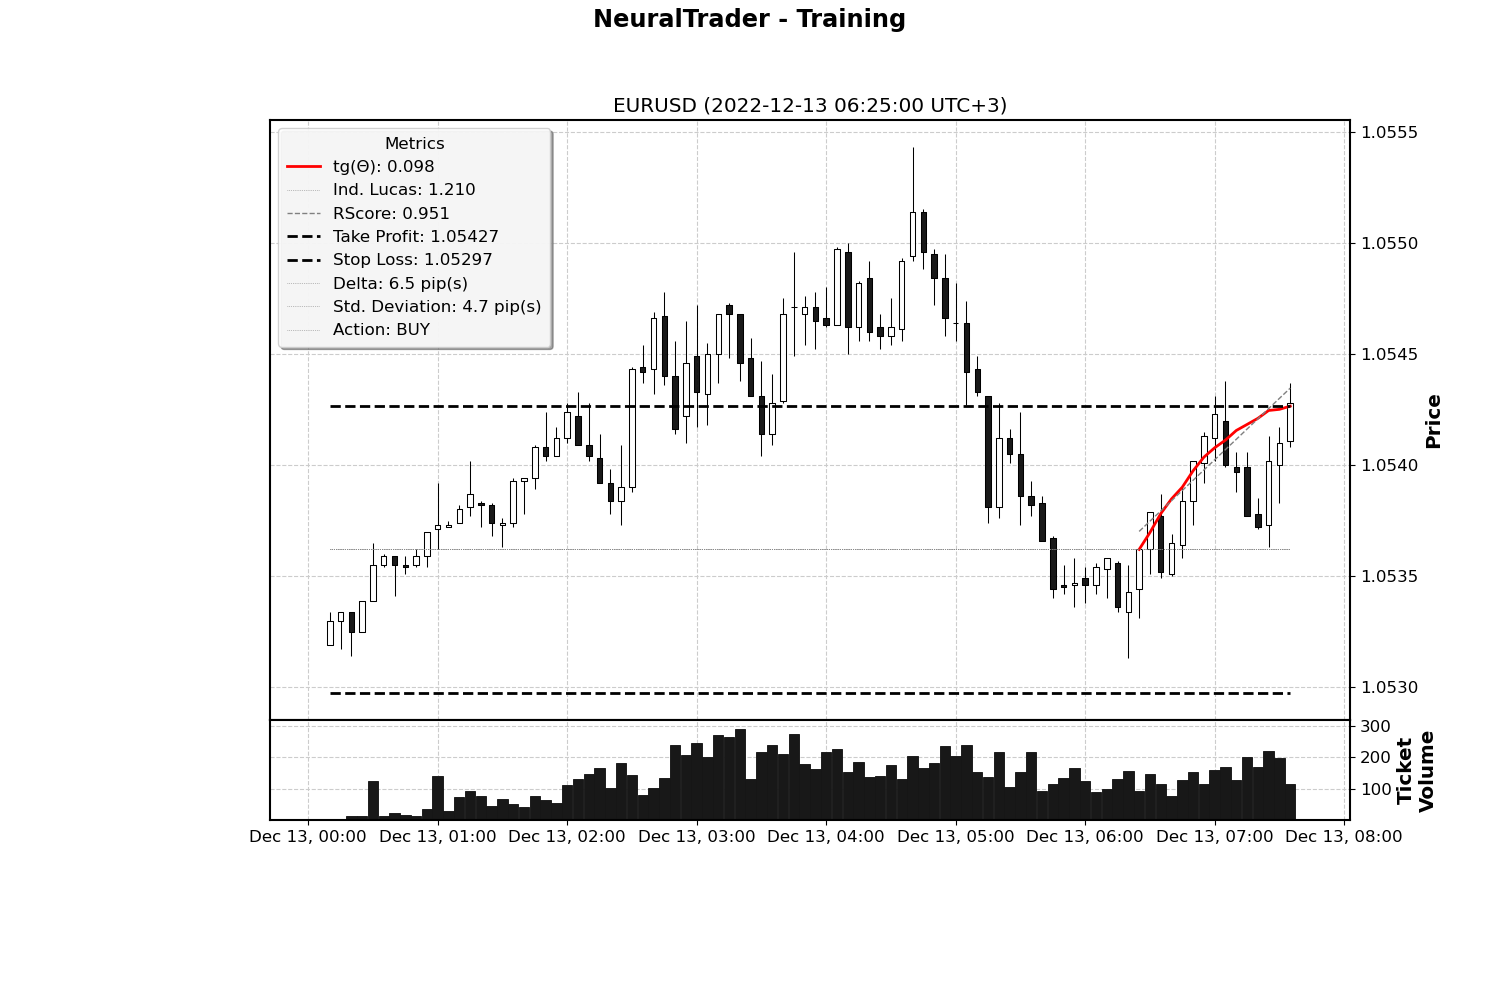 NeuralTrader - Training
EURUSD (2022-12-13 06:25:00 UTC+3)
Metrics
tg(Θ): 0.098
Ind. Lucas: 1.210
RScore: 0.951
Take Profit: 1.05427
Stop Loss: 1.05297
Delta: 6.5 pip(s)
Std. Deviation: 4.7 pip(s)
Action: BUY
1.0555
1.0550
1.0545
1.0540
1.0535
1.0530
Price
300
200
100
Ticket
Volume
Dec 13, 00:00 Dec 13, 01:00 Dec 13, 02:00 Dec 13, 03:00 Dec 13, 04:00 Dec 13, 05:00 Dec 13, 06:00 Dec 13, 07:00 Dec 13, 08:00